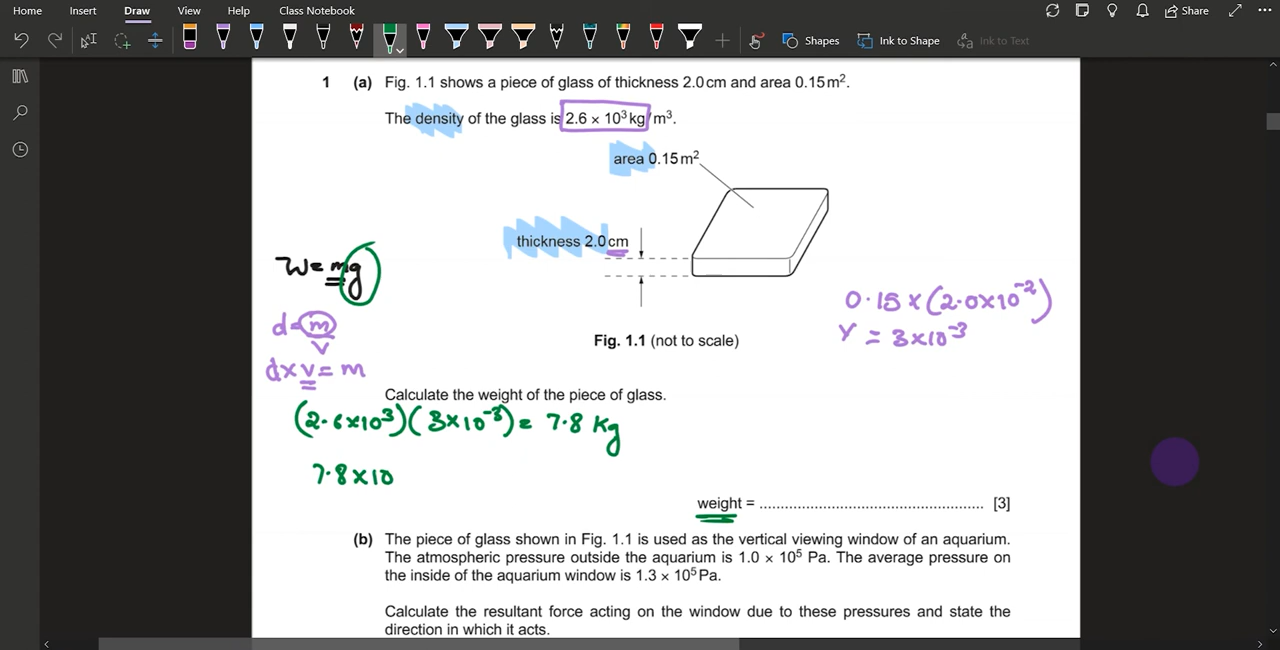 Home Insert Draw View Help Class Notebook Share
Shapes Ink to Shape Ink to Text
1 (a) Fig. 1.1 shows a piece of glass of thickness 2.0 cm and area 0.15 m².
The density of the glass is 2.6 × 10³ kg/m³.
area 0.15 m²
thickness 2.0 cm
W = mg
0.15 × (2.0×10⁻²)
d = m/v
V = 3×10⁻³
Fig. 1.1 (not to scale)
d×v = m
Calculate the weight of the piece of glass.
(2.6×10³)(3×10⁻³) = 7.8 Kg
7.8×10
weight = .................................................. [3]
(b) The piece of glass shown in Fig. 1.1 is used as the vertical viewing window of an aquarium.
The atmospheric pressure outside the aquarium is 1.0 × 10⁵ Pa. The average pressure on
the inside of the aquarium window is 1.3 × 10⁵ Pa.
Calculate the resultant force acting on the window due to these pressures and state the
direction in which it acts.